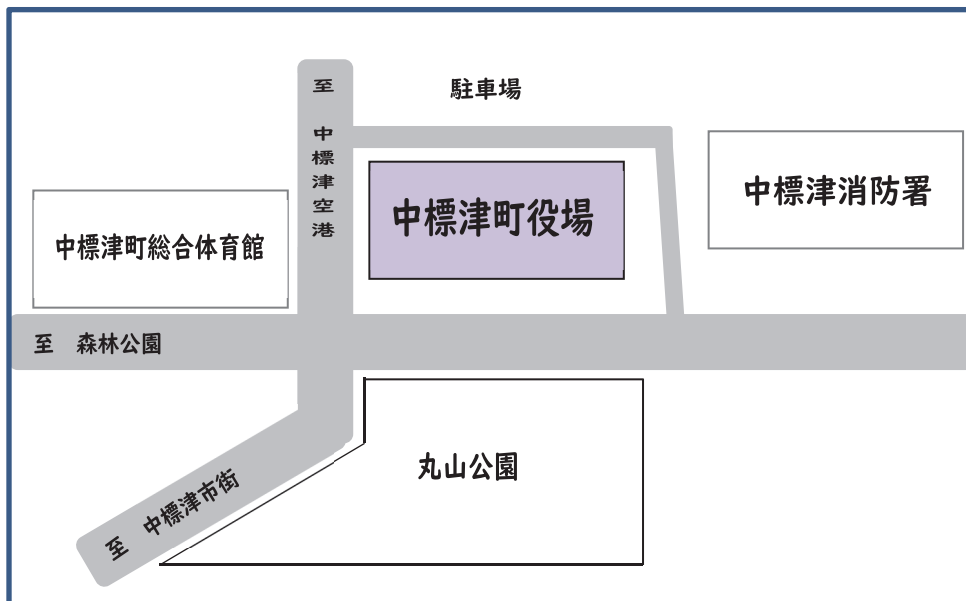 至 中標津空港
駐車場
中標津消防署
中標津町役場
中標津町総合体育館
至 森林公園
丸山公園
至 中標津市街